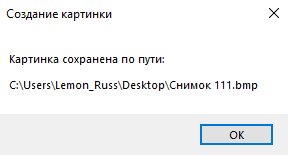 Создание картинки
Картинка сохранена по пути:
C:\Users\Lemon_Russ\Desktop\Снимок 111.bmp
OK